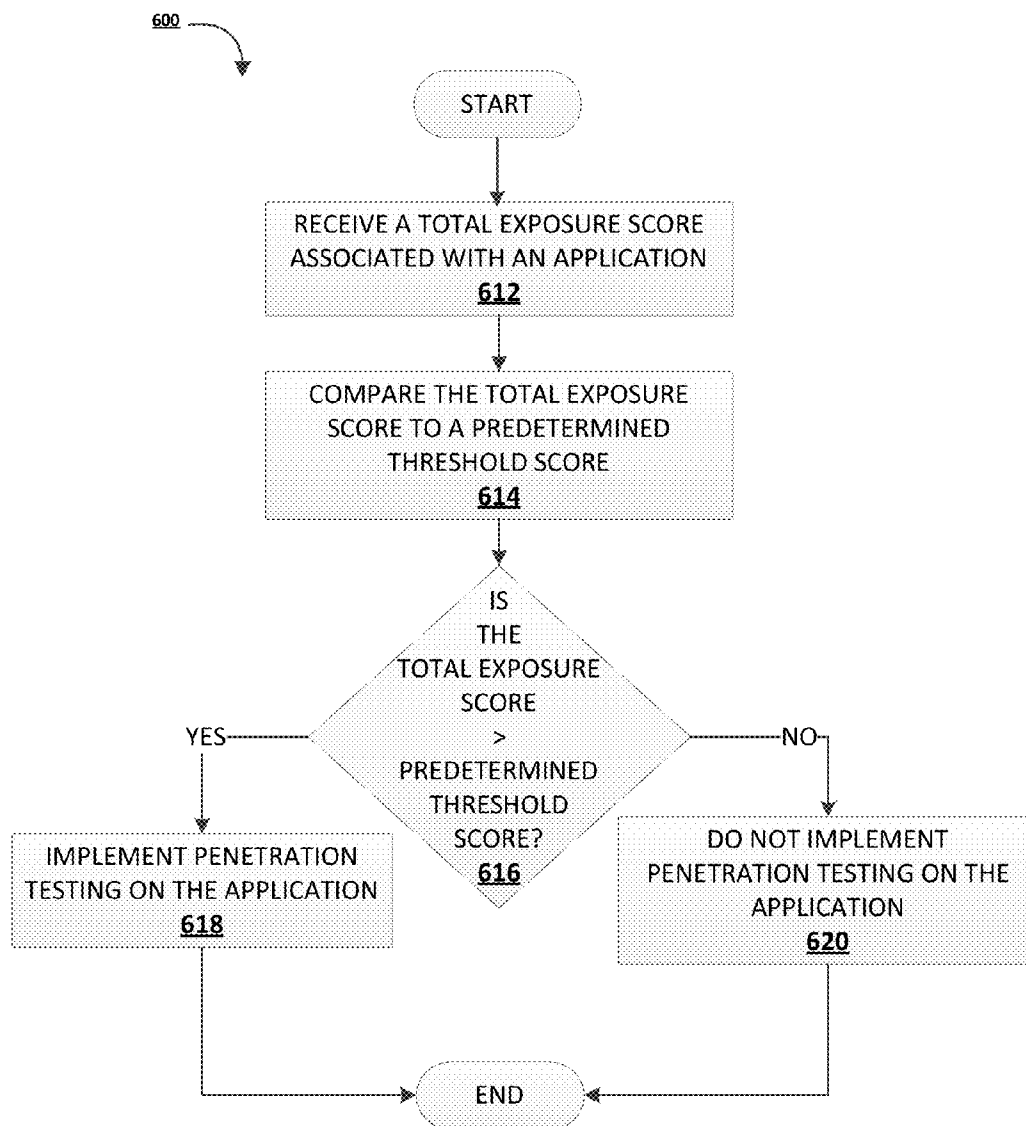 600
START
RECEIVE A TOTAL EXPOSURE SCORE
ASSOCIATED WITH AN APPLICATION
612
COMPARE THE TOTAL EXPOSURE
SCORE TO A PREDETERMINED
THRESHOLD SCORE
614
IS
THE
TOTAL EXPOSURE
SCORE
>
PREDETERMINED
THRESHOLD
SCORE?
616
YES
NO
IMPLEMENT PENETRATION
TESTING ON THE APPLICATION
618
DO NOT IMPLEMENT
PENETRATION TESTING ON THE
APPLICATION
620
END